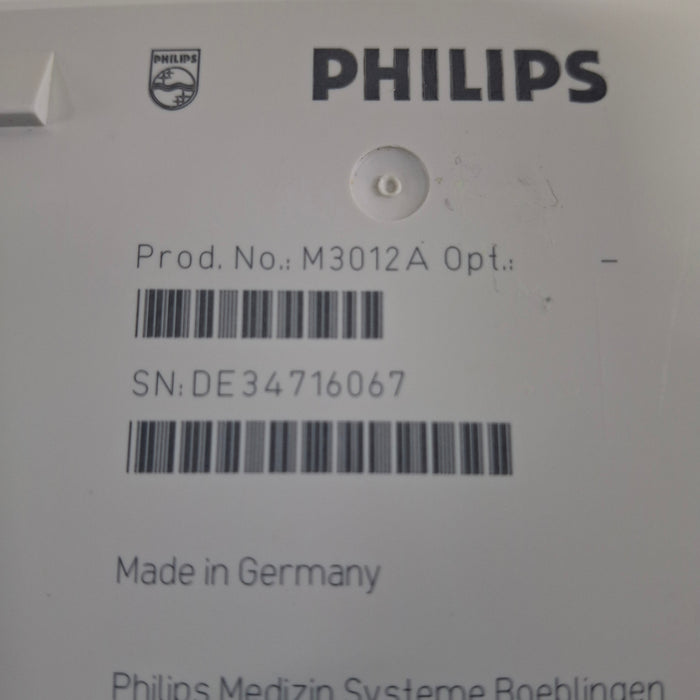 PHILIPS
PHILIPS
Prod. No.: M3012A Opt.: –
SN: DE34716067
Made in Germany
Philips Medizin Systeme Boeblingen